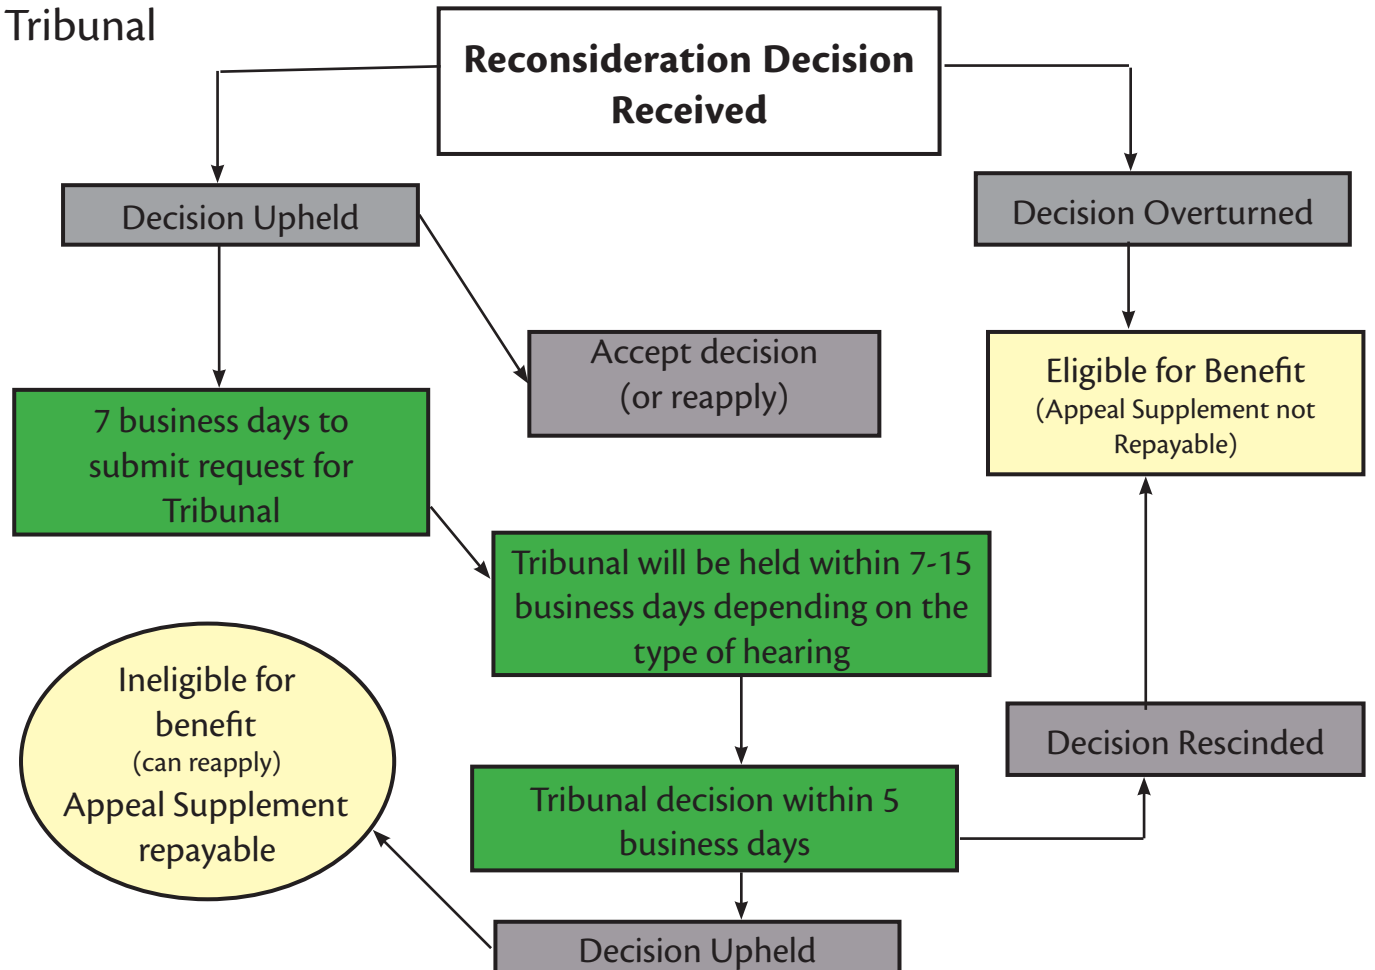 Tribunal
Reconsideration Decision
Received
Decision Upheld
Decision Overturned
Accept decision
(or reapply)
Eligible for Benefit
(Appeal Supplement not
Repayable)
7 business days to
submit request for
Tribunal
Tribunal will be held within 7-15
business days depending on the
type of hearing
Ineligible for
benefit
(can reapply)
Appeal Supplement
repayable
Decision Rescinded
Tribunal decision within 5
business days
Decision Upheld